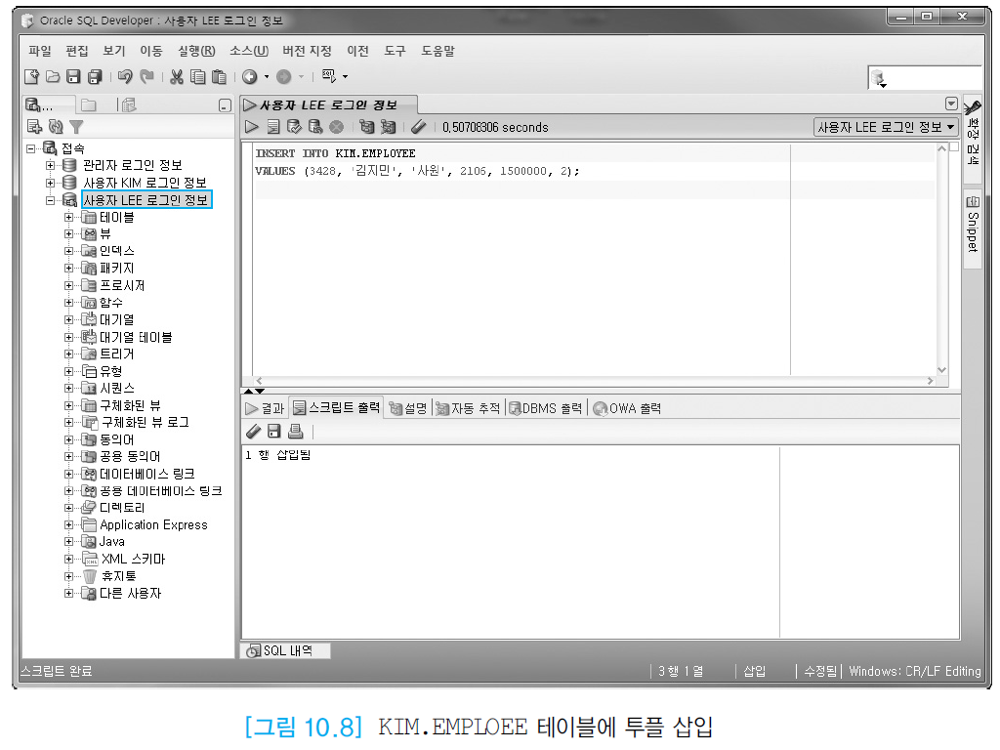 Oracle SQL Developer : 사용자 LEE 로그인 정보
파일 편집 보기 이동 실행(R) 소스(U) 버전 지정 이전 도구 도움말
사용자 LEE 로그인 정보
0,50708306 seconds
사용자 LEE 로그인 정보
접속
관리자 로그인 정보
사용자 KIM 로그인 정보
사용자 LEE 로그인 정보
테이블
뷰
인덱스
패키지
프로시저
함수
대기열
대기열 테이블
트리거
유형
시퀀스
구체화된 뷰
구체화된 뷰 로그
동의어
공용 동의어
데이터베이스 링크
공용 데이터베이스 링크
디렉토리
Application Express
Java
XML 스키마
휴지통
다른 사용자
INSERT INTO KIM.EMPLOYEE
VALUES (3428, '김지민', '사원', 2106, 1500000, 2);
확장 검색
Snippet
결과 스크립트 출력 설명 자동 추적 DBMS 출력 OWA 출력
1 행 삽입됨
SQL 내역
스크립트 완료
3 행 1 열 삽입 수정됨 Windows: CR/LF Editing
[그림 10.8] KIM.EMPLOEE 테이블에 투플 삽입